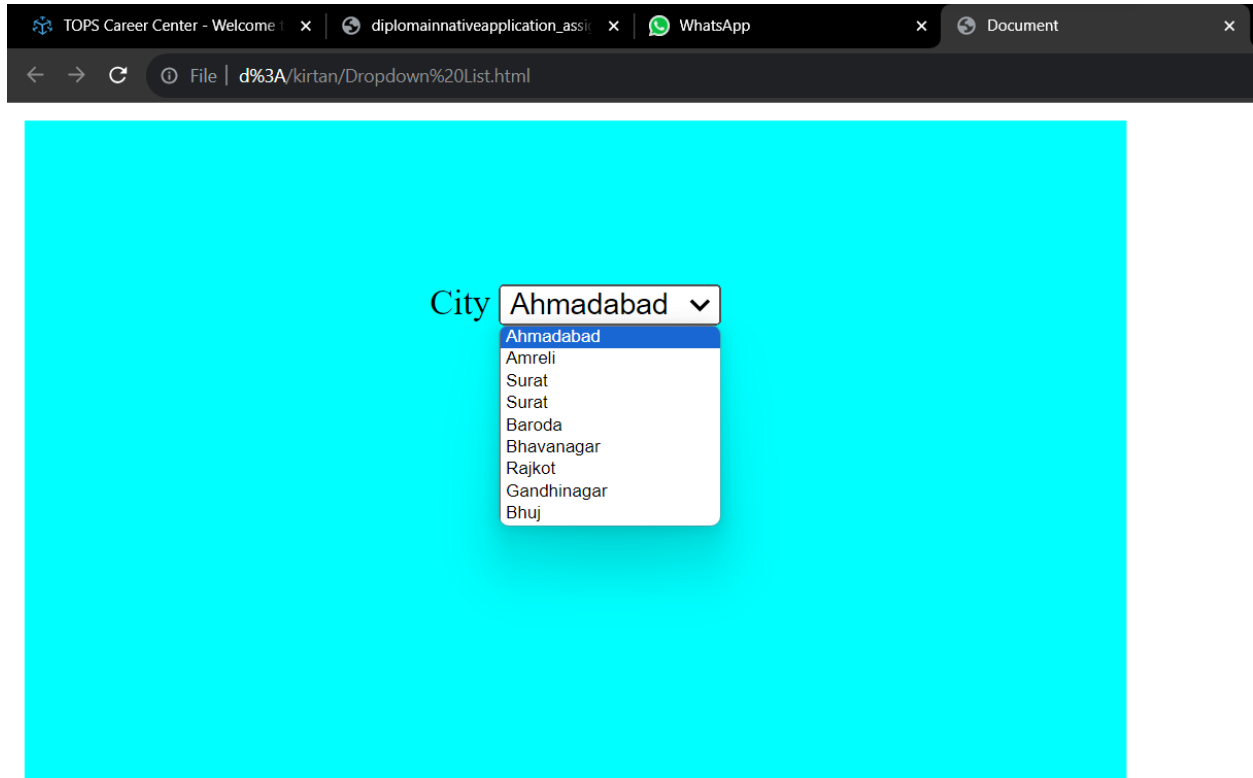 TOPS Career Center - Welcome t
diplomainnativeapplication_assig
WhatsApp
Document
File | d%3A/kirtan/Dropdown%20List.html
City Ahmadabad
Ahmadabad
Amreli
Surat
Surat
Baroda
Bhavanagar
Rajkot
Gandhinagar
Bhuj